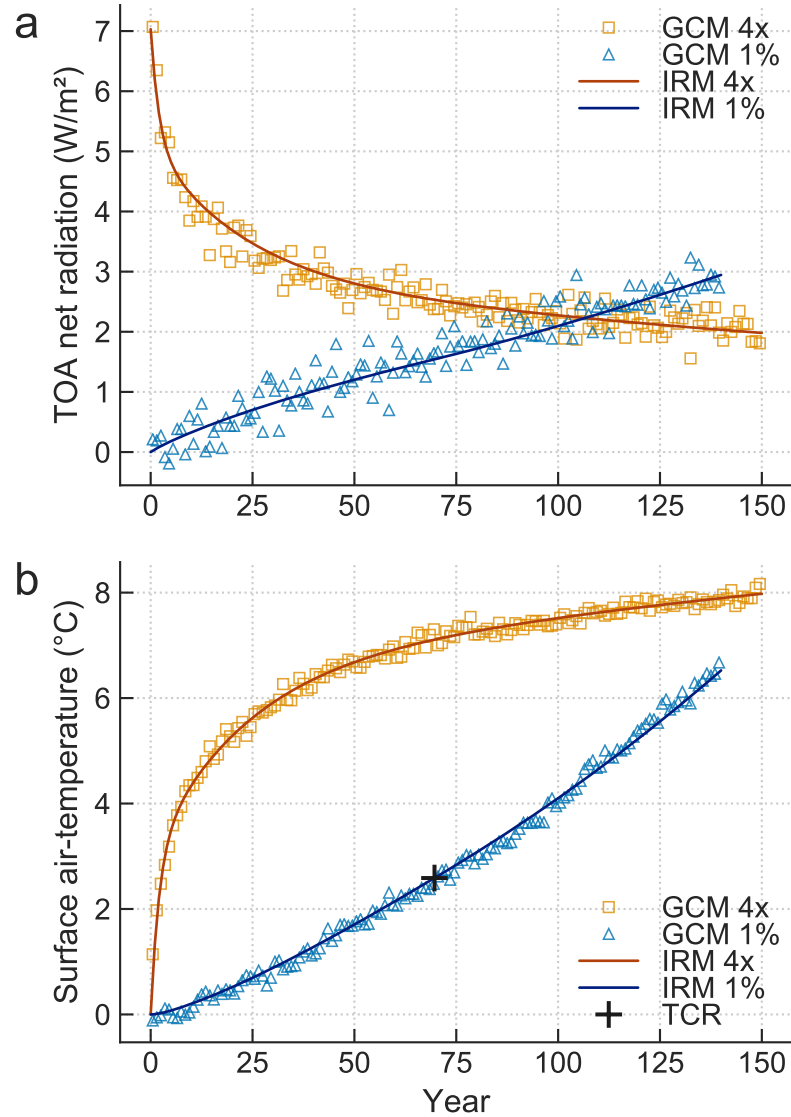 a
TOA net radiation (W/m²)
7
6
5
4
3
2
1
0
GCM 4x
GCM 1%
IRM 4x
IRM 1%
0 25 50 75 100 125 150
b
Surface air-temperature (°C)
8
6
4
2
0
GCM 4x
GCM 1%
IRM 4x
IRM 1%
TCR
0 25 50 75 100 125 150
Year